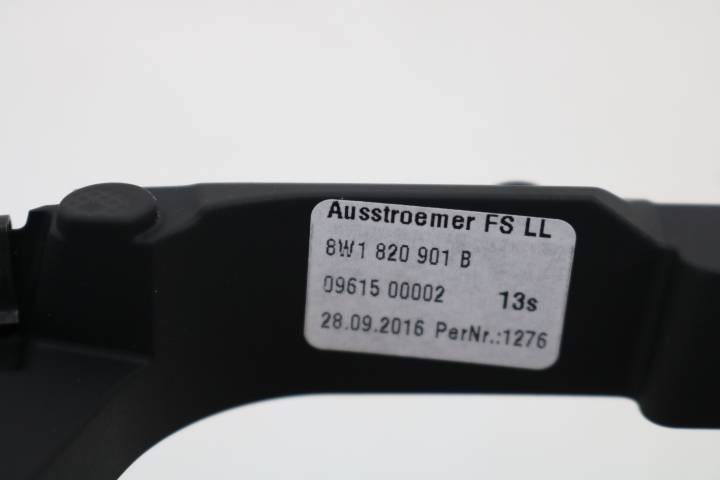 Ausstroemer FS LL
8W1 820 901 B
09615 00002 13s
28.09.2016 PerNr.:1276